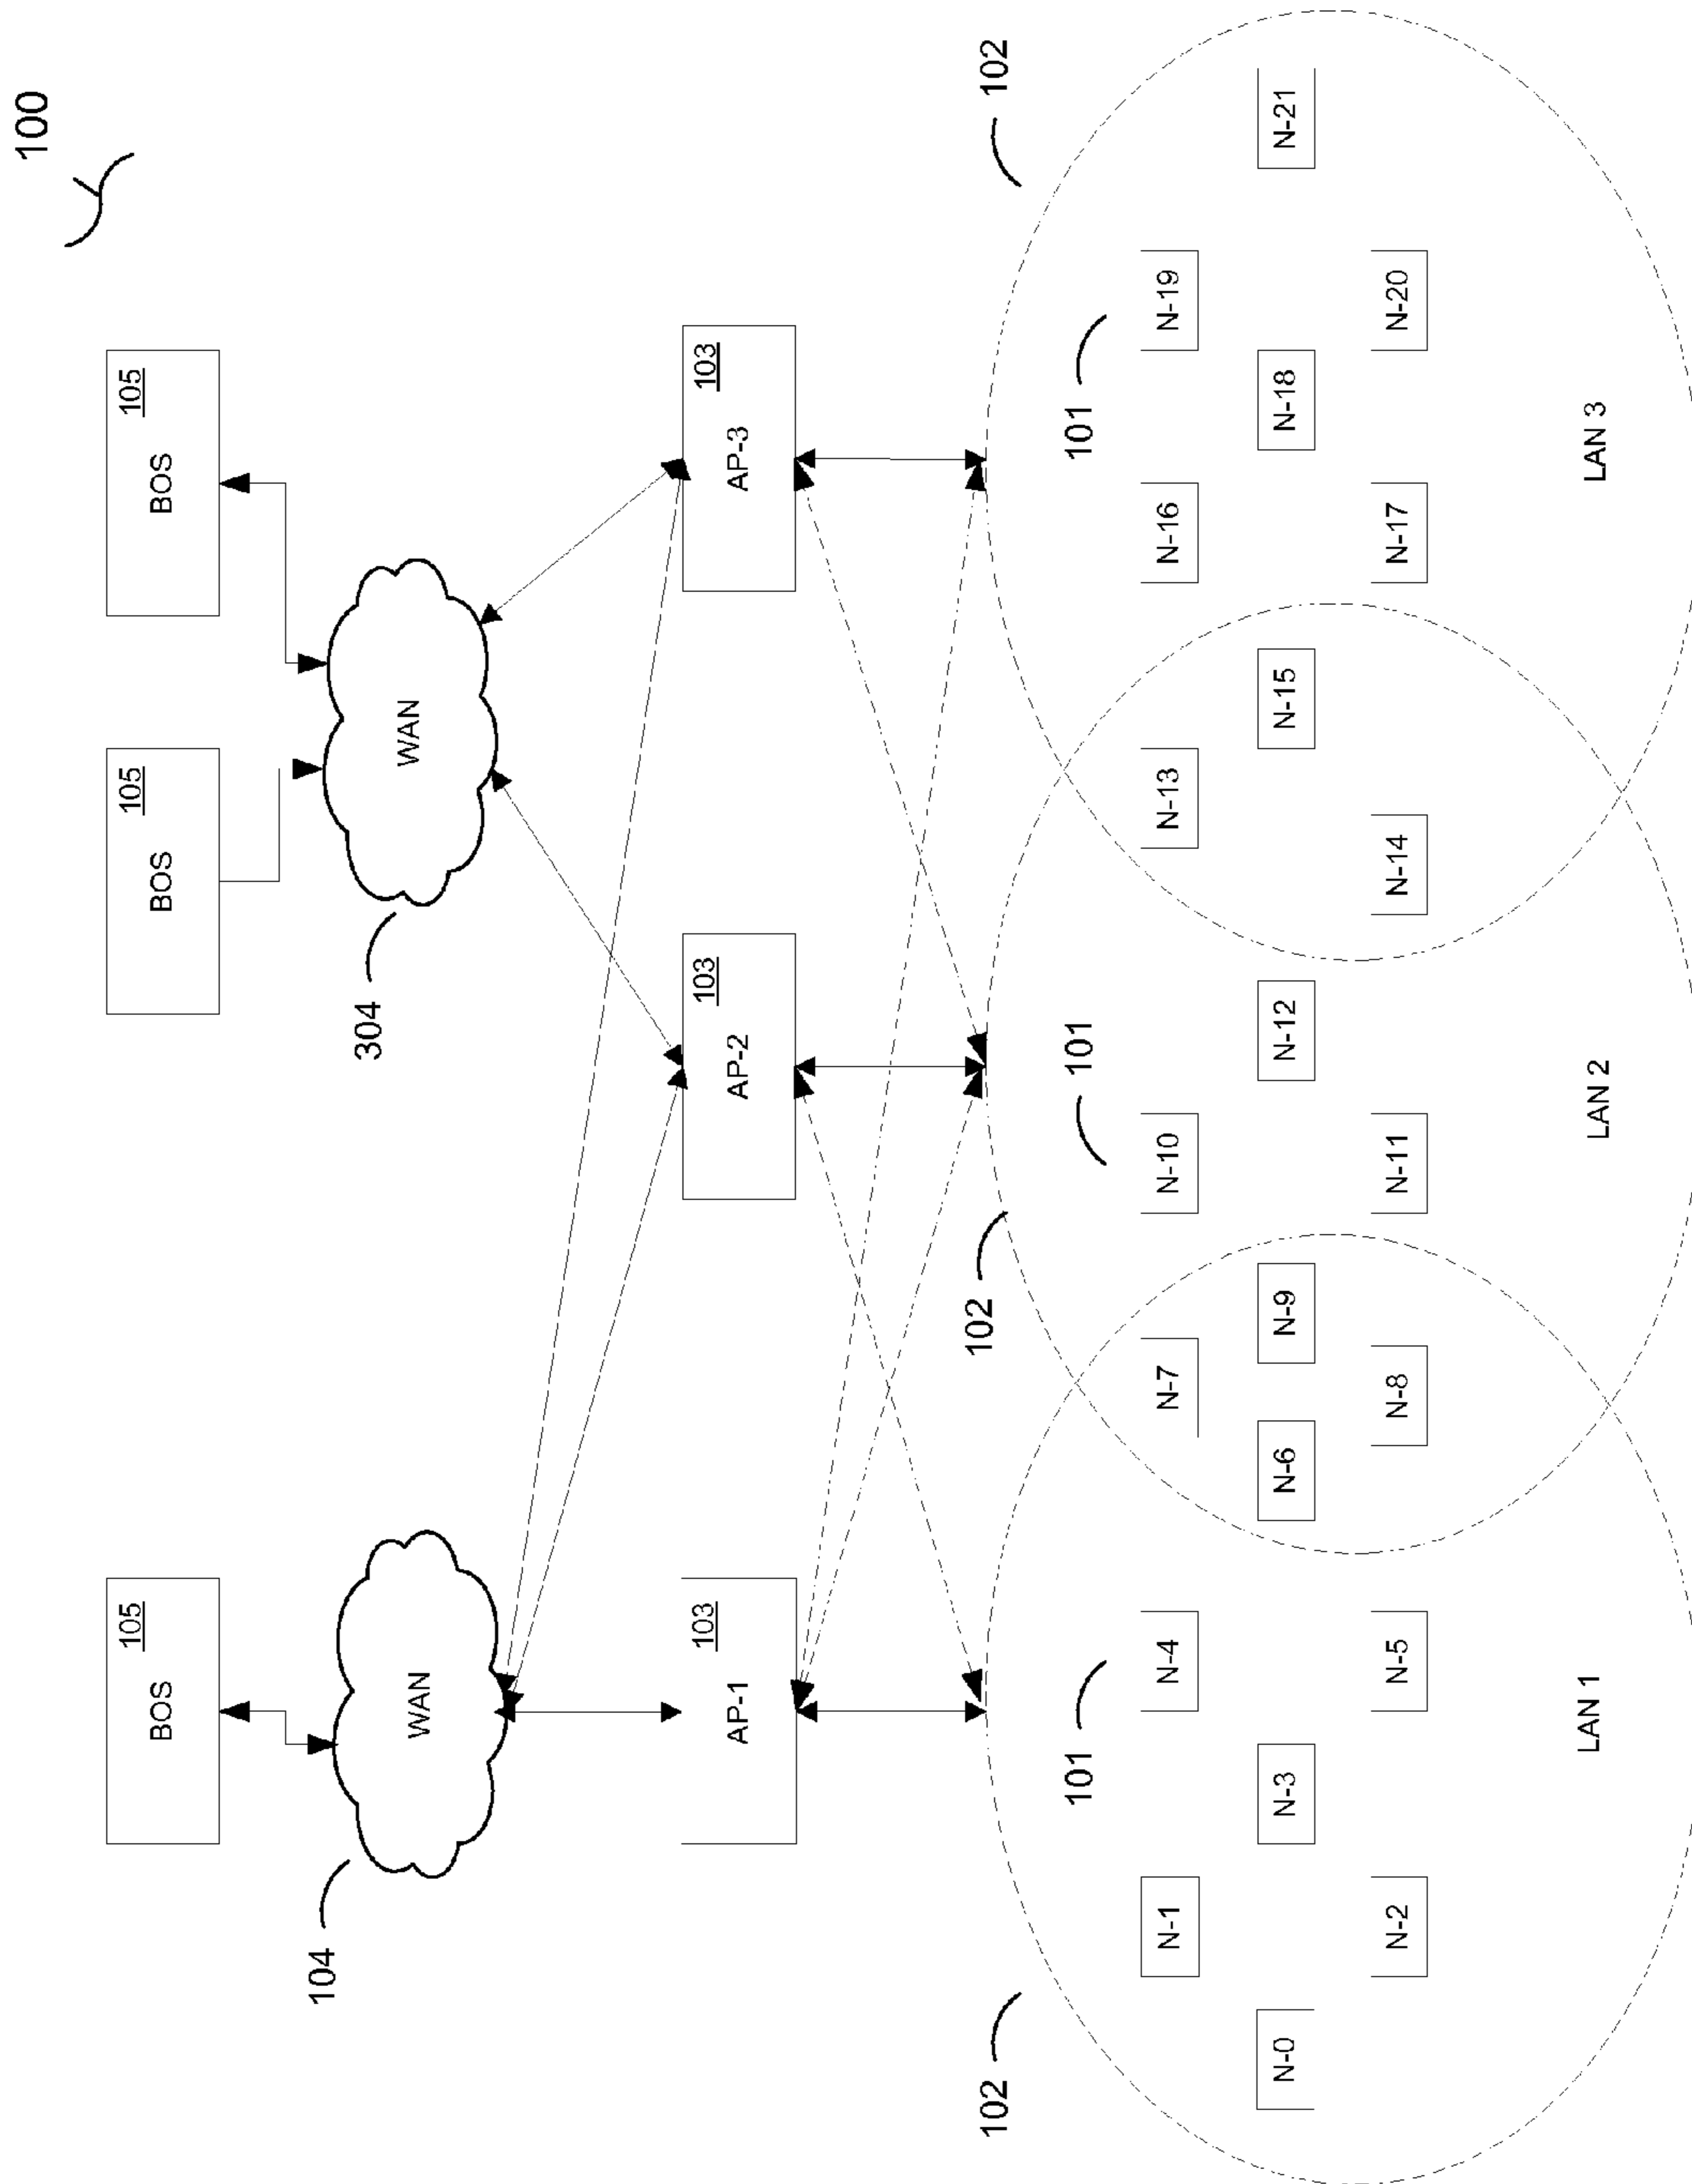 100
105
BOS
105
BOS
105
BOS
104
WAN
304
WAN
103
AP-1
103
AP-2
103
AP-3
102
102
102
101
101
101
N-1
N-4
N-7
N-10
N-13
N-16
N-19
N-0
N-3
N-6
N-9
N-12
N-15
N-18
N-21
N-2
N-5
N-8
N-11
N-14
N-17
N-20
LAN 1
LAN 2
LAN 3